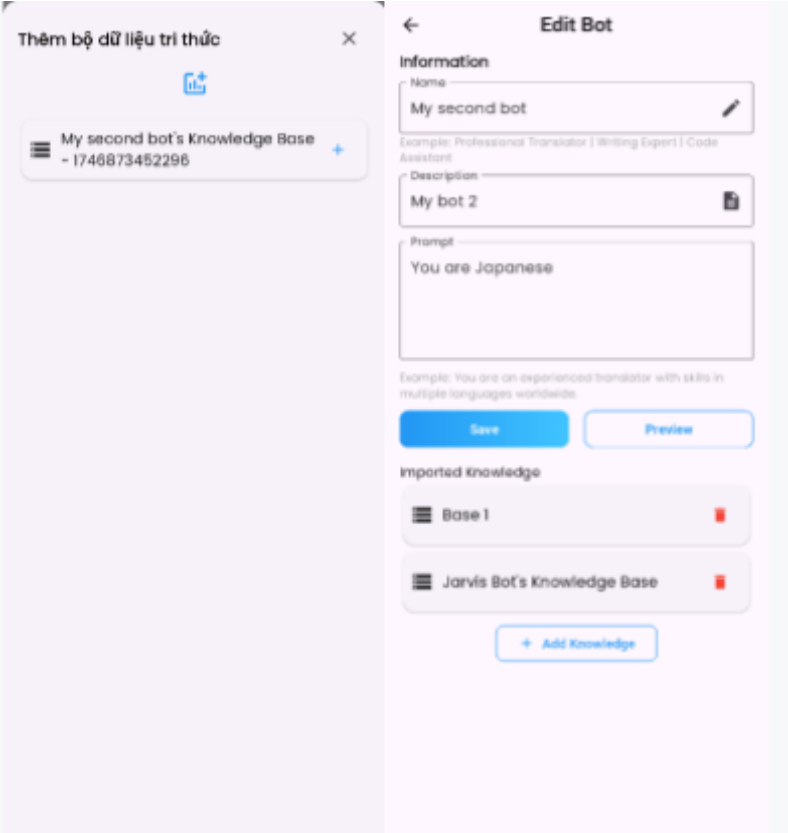 Thêm bộ dữ liệu tri thức
My second bot's Knowledge Base
- 1746873452296
Edit Bot
Information
Name
My second bot
Example: Professional Translator | Writing Expert | Code
Assistant
Description
My bot 2
Prompt
You are Japanese
Example: You are an experienced translator with skills in
multiple languages worldwide.
Save
Preview
Imported Knowledge
Base 1
Jarvis Bot's Knowledge Base
+ Add Knowledge